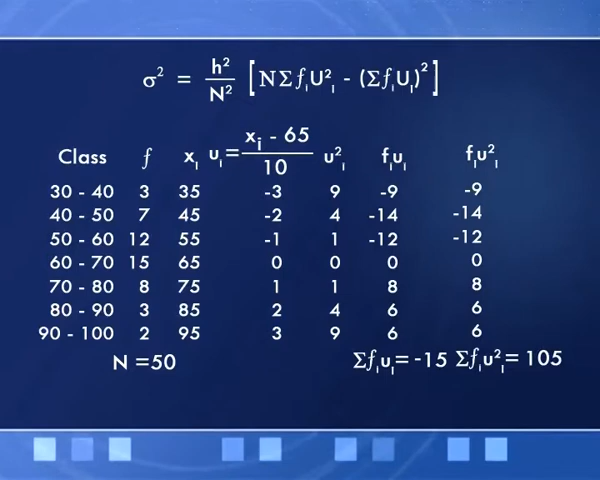 σ² = h²/N² [NΣfᵢUᵢ² - (ΣfᵢUᵢ)²]
Class f xᵢ uᵢ = xᵢ - 65 / 10 uᵢ² fᵢuᵢ fᵢuᵢ²
30 - 40 3 35 -3 9 -9 -9
40 - 50 7 45 -2 4 -14 -14
50 - 60 12 55 -1 1 -12 -12
60 - 70 15 65 0 0 0 0
70 - 80 8 75 1 1 8 8
80 - 90 3 85 2 4 6 6
90 - 100 2 95 3 9 6 6
N =50 Σfᵢuᵢ= -15 Σfᵢuᵢ²= 105